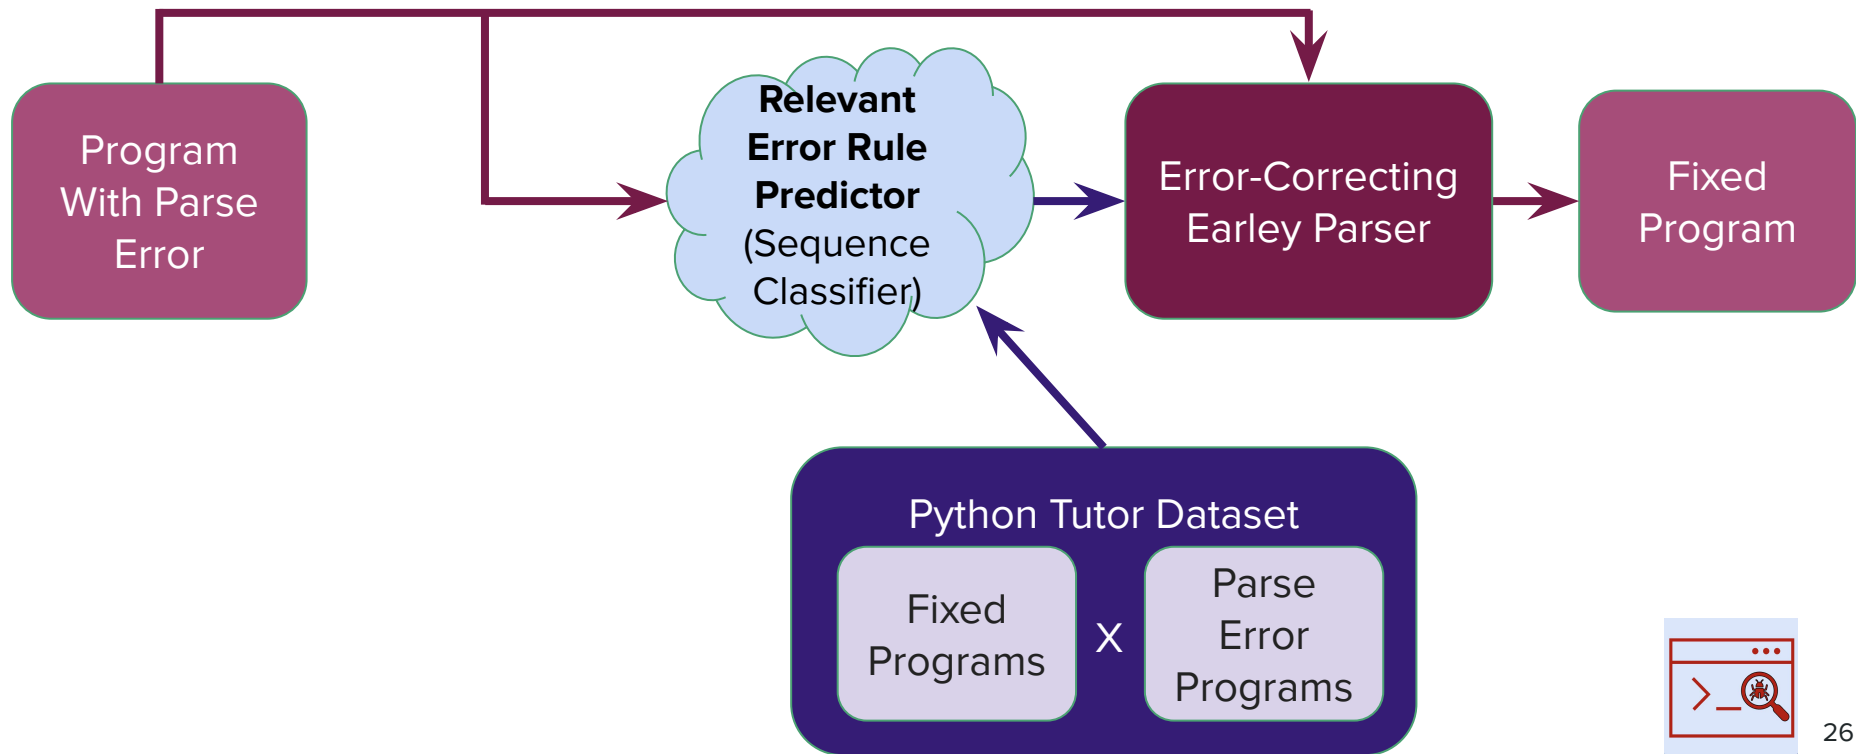 Program
With Parse
Error
Relevant
Error Rule
Predictor
(Sequence
Classifier)
Error-Correcting
Earley Parser
Fixed
Program
Python Tutor Dataset
Fixed
Programs
X
Parse
Error
Programs
>_
26